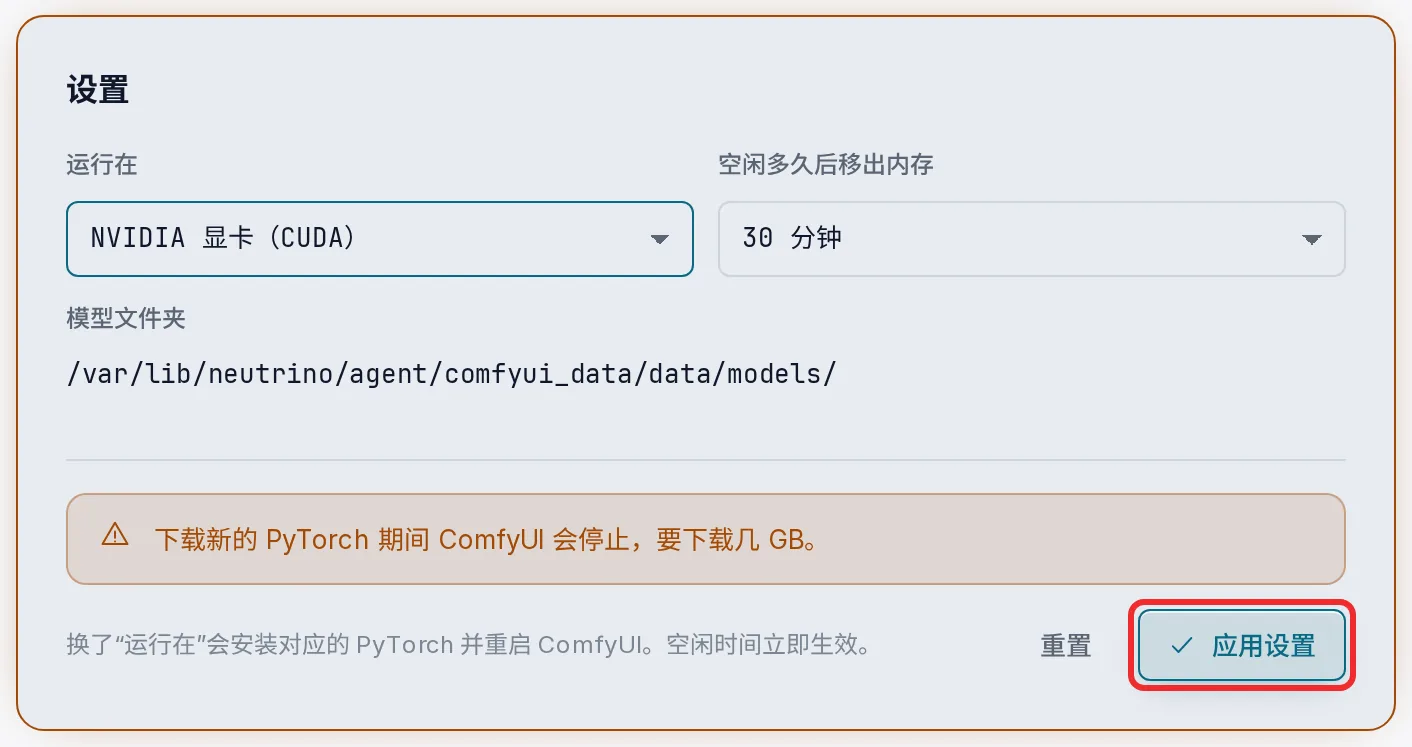 设置
运行在
空闲多久后移出内存
NVIDIA 显卡（CUDA）
30 分钟
模型文件夹
/var/lib/neutrino/agent/comfyui_data/data/models/
下载新的 PyTorch 期间 ComfyUI 会停止，要下载几 GB。
换了“运行在”会安装对应的 PyTorch 并重启 ComfyUI。空闲时间立即生效。
重置
应用设置